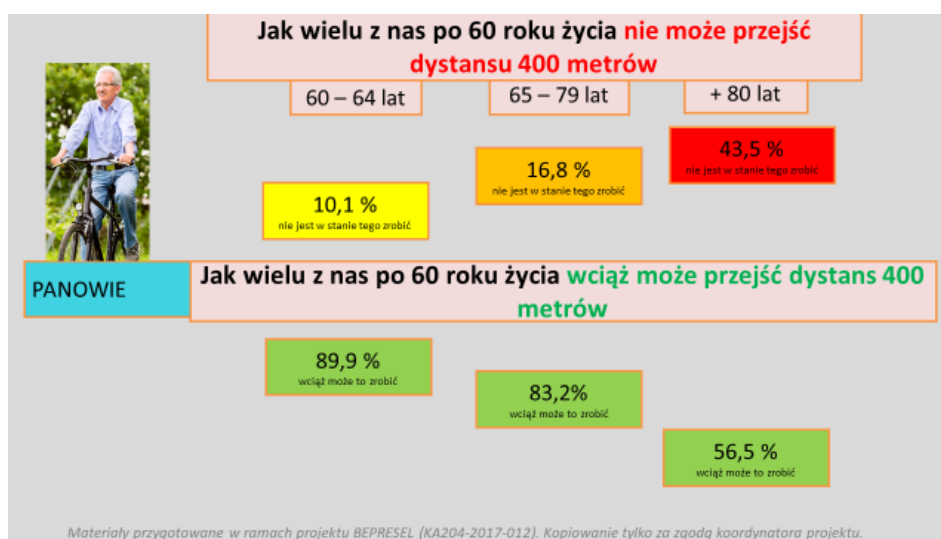 Jak wielu z nas po 60 roku życia nie może przejść
dystansu 400 metrów
60 – 64 lat
65 – 79 lat
+ 80 lat
43,5 %
nie jest w stanie tego zrobić
16,8 %
nie jest w stanie tego zrobić
10,1 %
nie jest w stanie tego zrobić
PANOWIE
Jak wielu z nas po 60 roku życia wciąż może przejść dystans 400
metrów
89,9 %
wciąż może to zrobić
83,2%
wciąż może to zrobić
56,5 %
wciąż może to zrobić
Materiały przygotowane w ramach projektu BEPRESEL (KA204-2017-012). Kopiowanie tylko za zgodą koordynatora projektu.